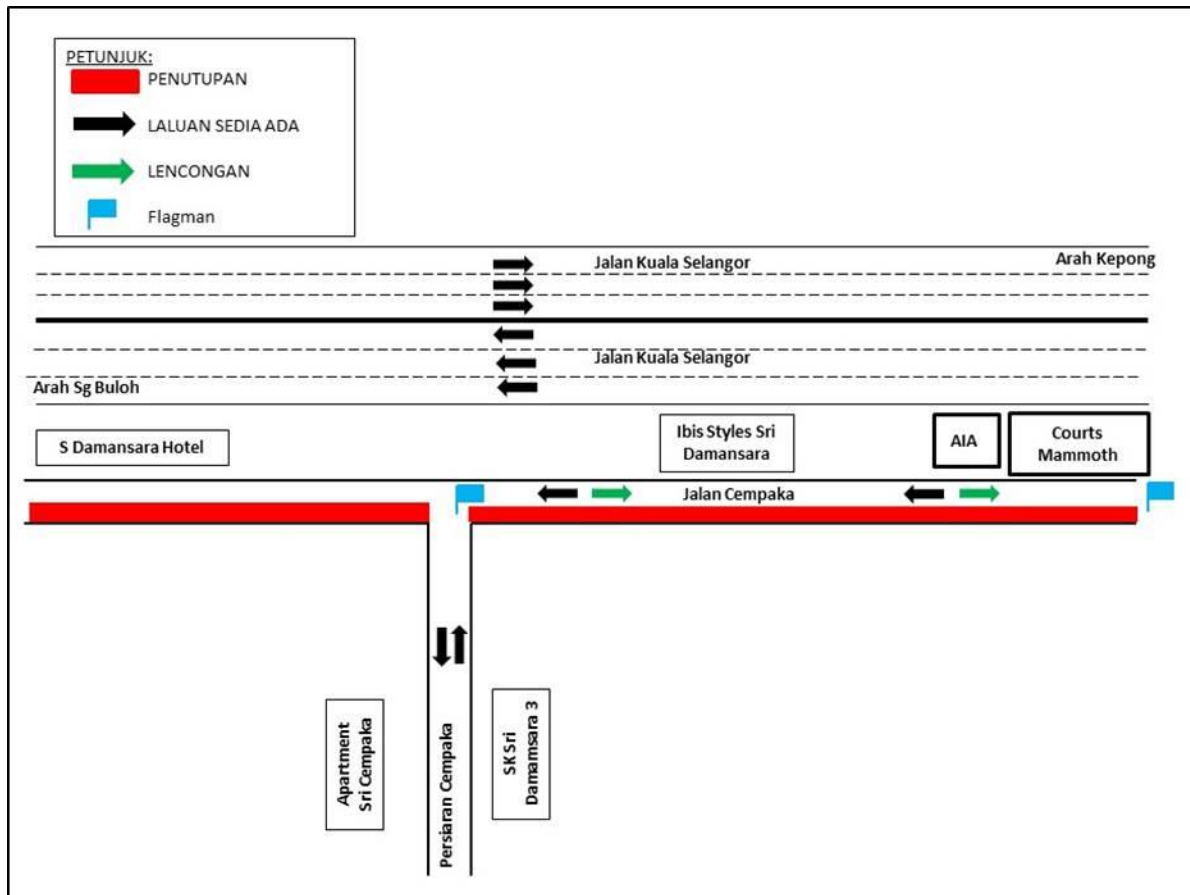 PETUNJUK:
PENUTUPAN
LALUAN SEDIA ADA
LENCONGAN
Flagman
Jalan Kuala Selangor
Arah Kepong
Jalan Kuala Selangor
Arah Sg Buloh
S Damansara Hotel
Ibis Styles Sri
Damansara
AIA
Courts
Mammoth
Jalan Cempaka
Apartment
Sri Cempaka
Persiaran Cempaka
SK Sri
Damamsara 3